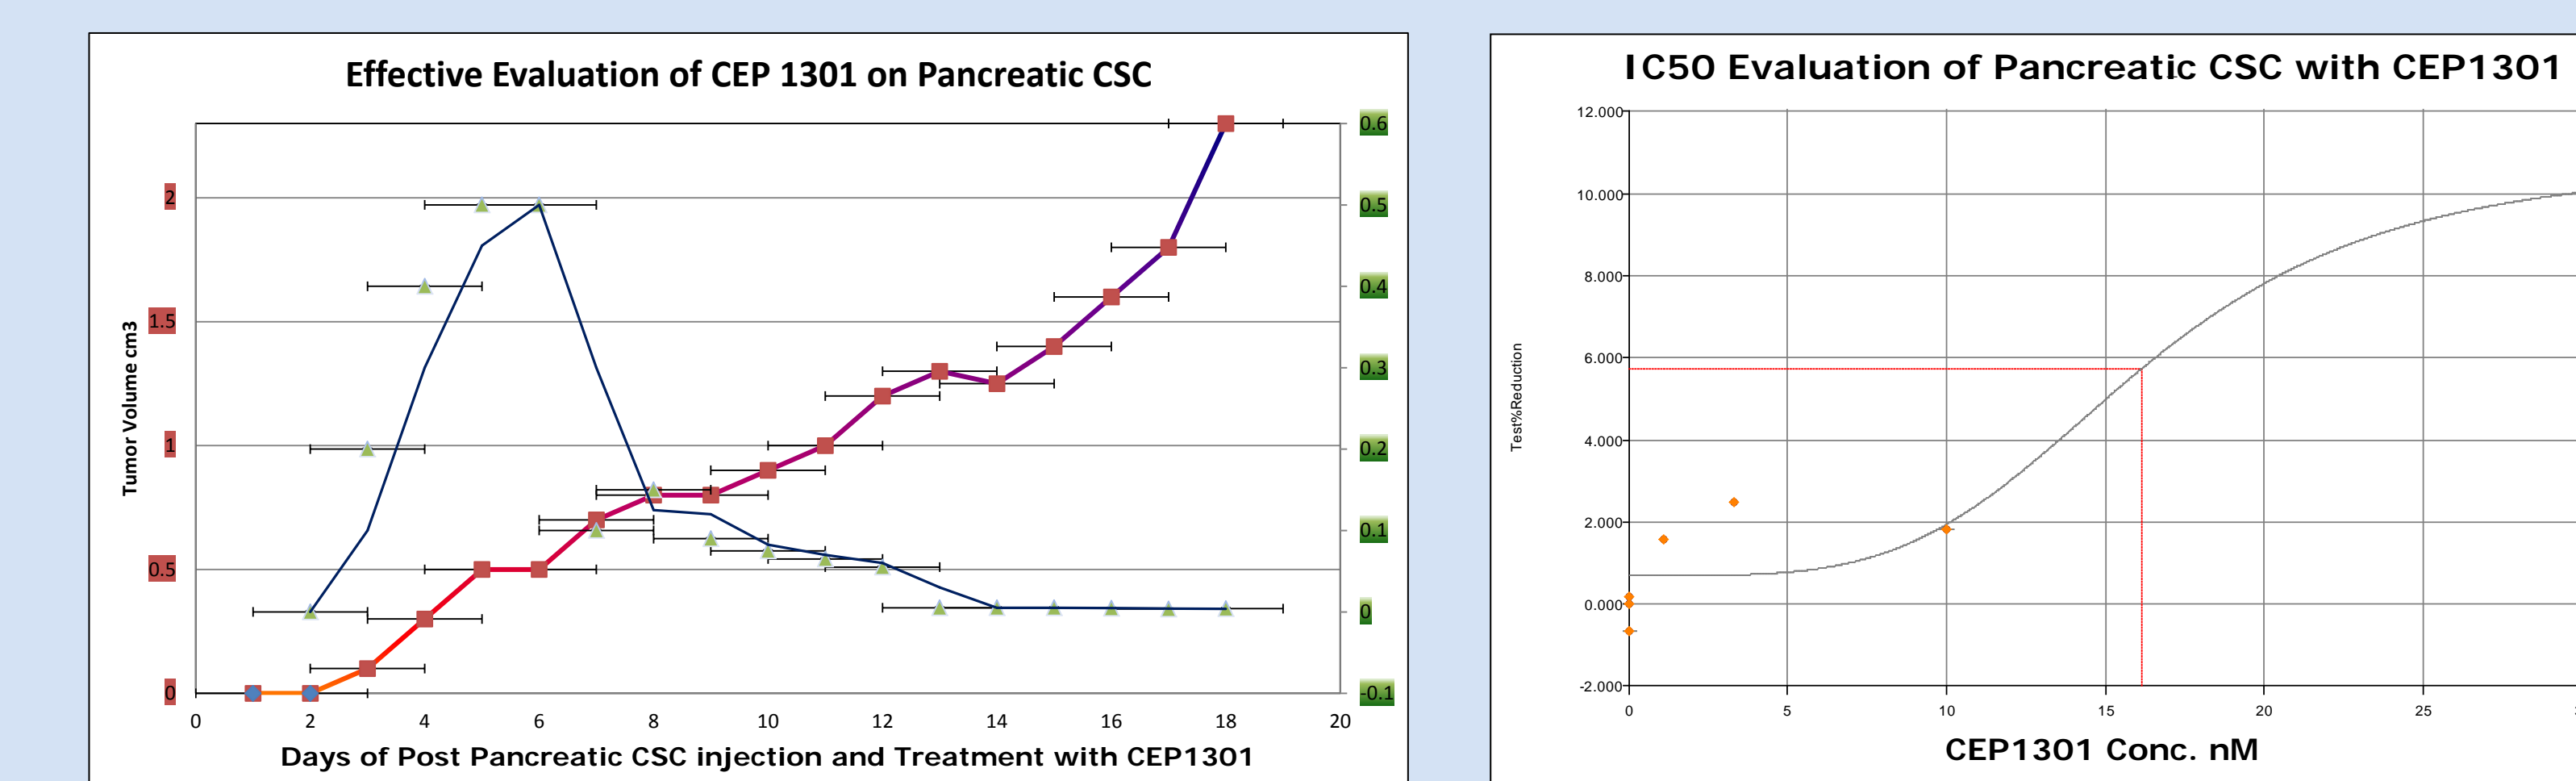 Effective Evaluation of CEP 1301 on Pancreatic CSC
Tumor Volume cm3
2
1.5
1
0.5
0
0.6
0.5
0.4
0.3
0.2
0.1
0
-0.1
0 2 4 6 8 10 12 14 16 18 20
Days of Post Pancreatic CSC injection and Treatment with CEP1301
IC50 Evaluation of Pancreatic CSC with CEP1301
Test%Reduction
12.000
10.000
8.000
6.000
4.000
2.000
0.000
-2.000
0 5 10 15 20 25
CEP1301 Conc. nM